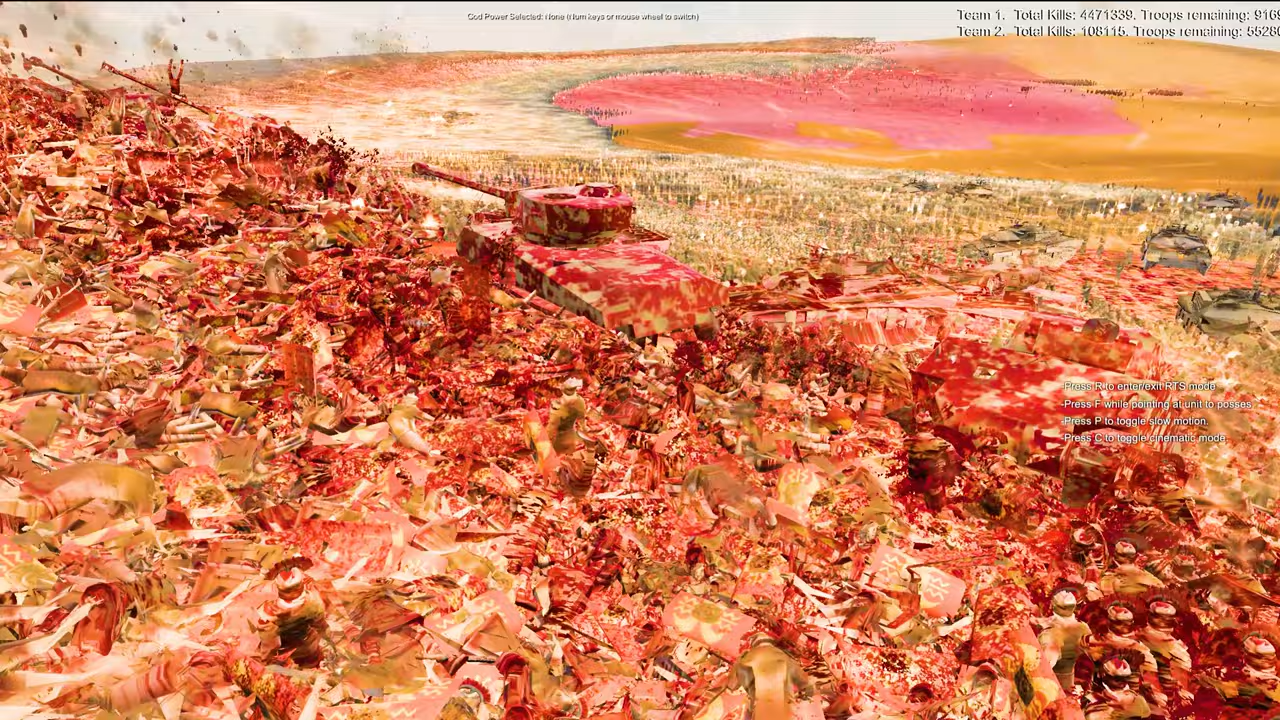 God Power Selected: None (Num keys or mouse wheel to switch)
Team 1. Total Kills: 4471339. Troops remaining: 916
Team 2. Total Kills: 108115. Troops remaining: 5528
-Press R to enter/exit RTS mode
-Press F while pointing at unit to posses
-Press P to toggle slow motion.
-Press C to toggle cinematic mode